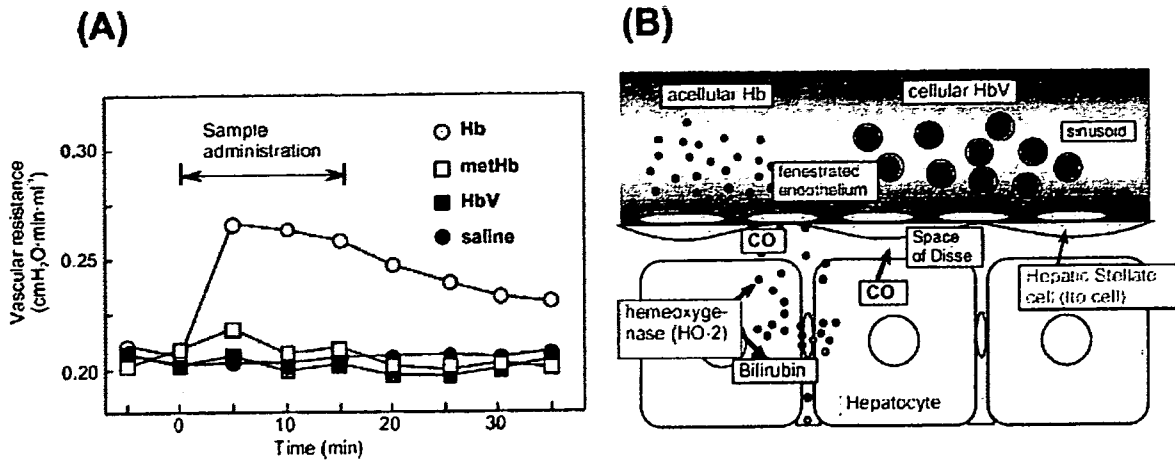 (A)
Vascular resistance
(cmH₂O·min·ml⁻¹)
0.30
0.25
0.20
Sample
administration
Hb
metHb
HbV
saline
0
10
20
30
Time (min)
(B)
acellular Hb
cellular HbV
sinusoid
fenestrated
endothelium
CO
Space
of Disse
CO
Hepatic Stellate
cell (Ito cell)
hemeoxyge-
nase (HO-2)
Bilirubin
Hepatocyte